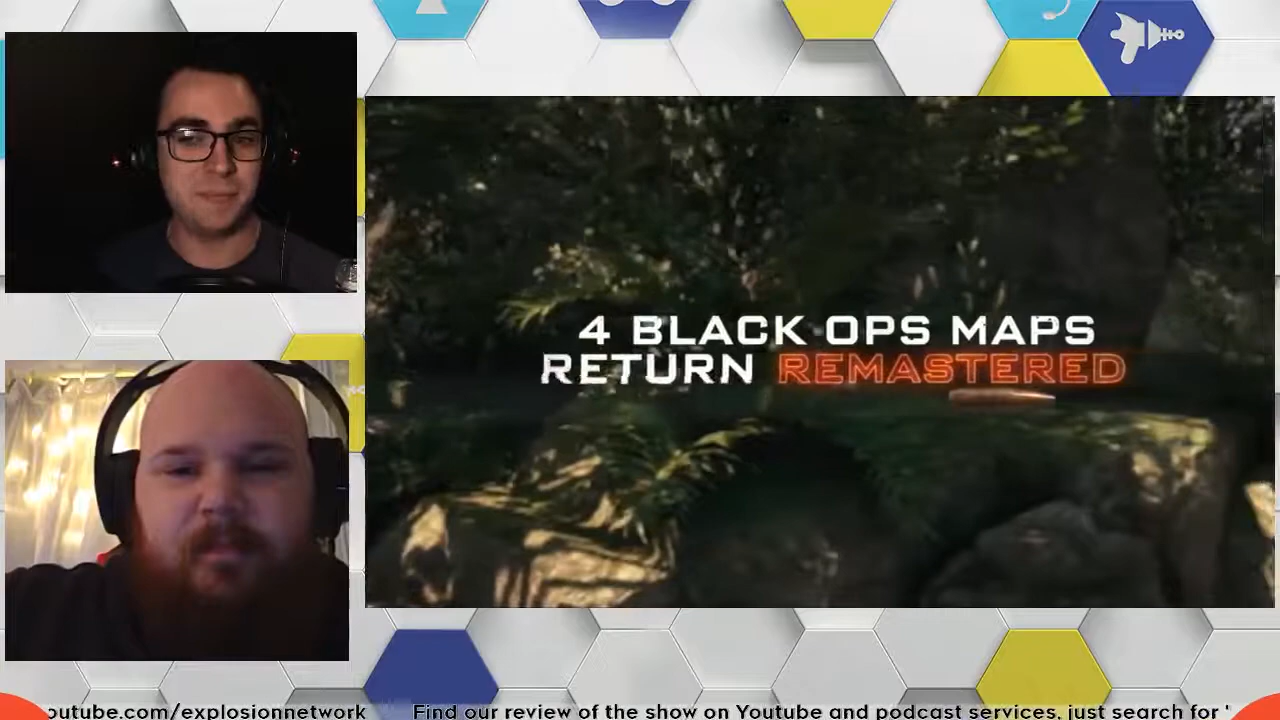 4 BLACK OPS MAPS
RETURN REMASTERED
outube.com/explosionnetwork Find our review of the show on Youtube and podcast services, just search for '